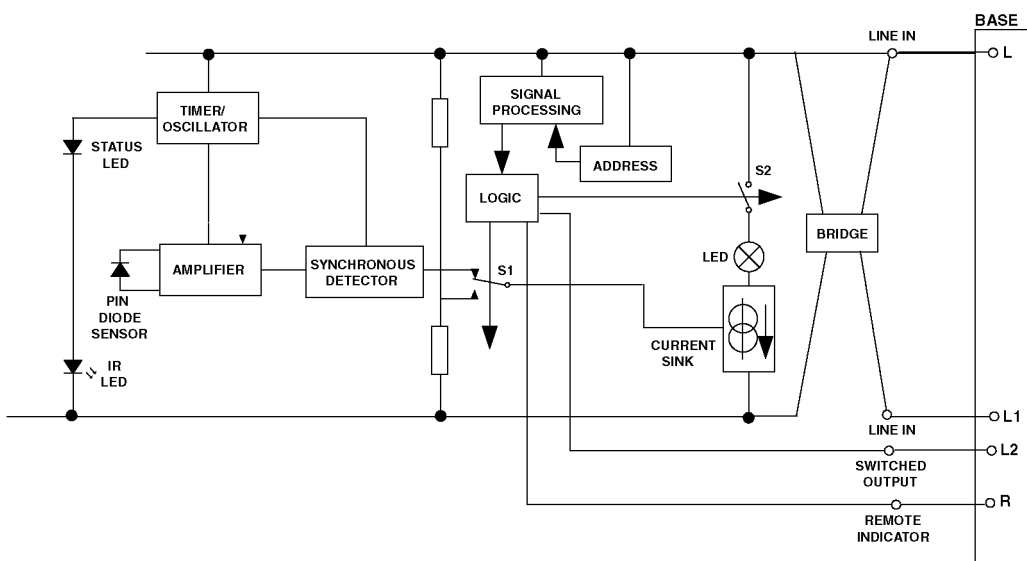 BASE
LINE IN
L
TIMER/
OSCILLATOR
SIGNAL
PROCESSING
STATUS
LED
ADDRESS
S2
LOGIC
BRIDGE
LED
AMPLIFIER
SYNCHRONOUS
DETECTOR
S1
PIN
DIODE
SENSOR
CURRENT
SINK
IR
LED
L1
LINE IN
L2
SWITCHED
OUTPUT
R
REMOTE
INDICATOR